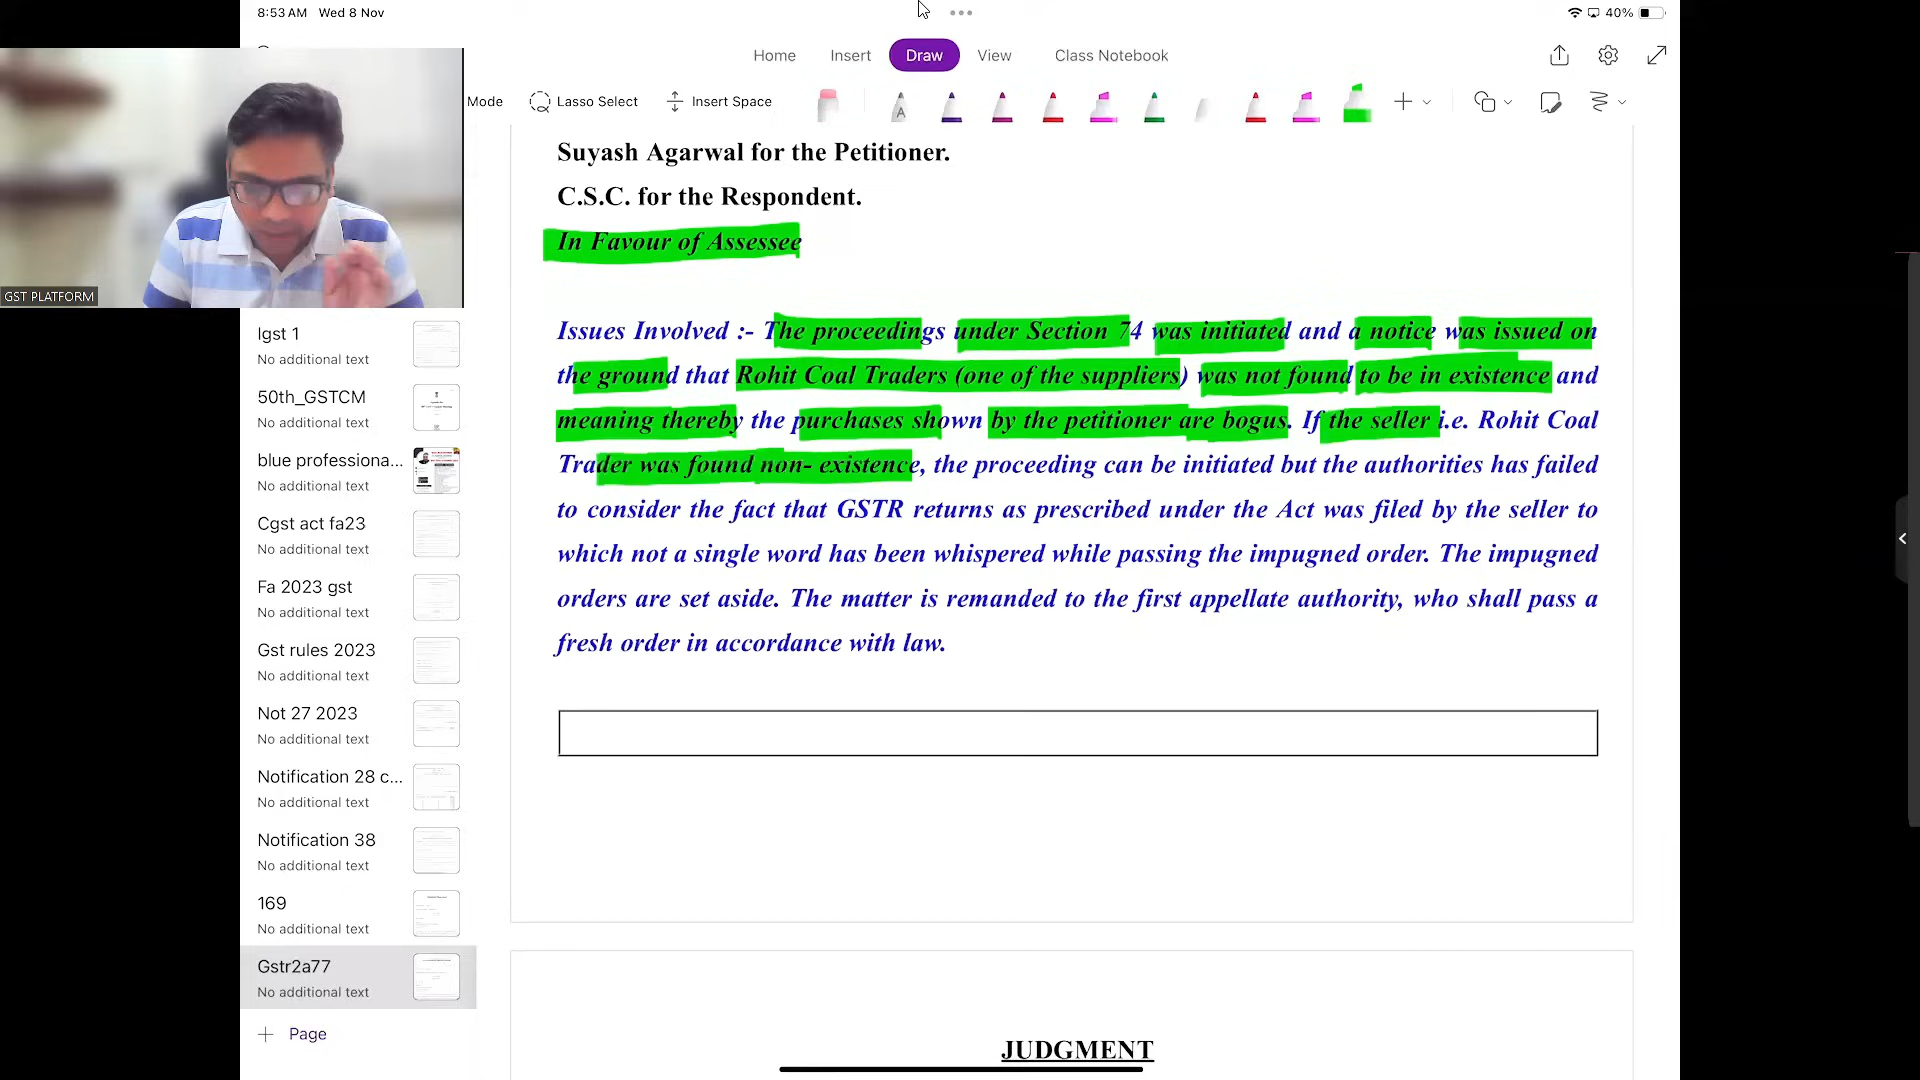 8:53 AM Wed 8 Nov
40%
Home Insert Draw View Class Notebook
Mode Lasso Select Insert Space
A
GST PLATFORM
Igst 1
No additional text
50th_GSTCM
No additional text
blue professiona...
No additional text
Cgst act fa23
No additional text
Fa 2023 gst
No additional text
Gst rules 2023
No additional text
Not 27 2023
No additional text
Notification 28 c...
No additional text
Notification 38
No additional text
169
No additional text
Gstr2a77
No additional text
Page
Suyash Agarwal for the Petitioner.
C.S.C. for the Respondent.
In Favour of Assessee
Issues Involved :- The proceedings under Section 74 was initiated and a notice was issued on
the ground that Rohit Coal Traders (one of the suppliers) was not found to be in existence and
meaning thereby the purchases shown by the petitioner are bogus. If the seller i.e. Rohit Coal
Trader was found non- existence, the proceeding can be initiated but the authorities has failed
to consider the fact that GSTR returns as prescribed under the Act was filed by the seller to
which not a single word has been whispered while passing the impugned order. The impugned
orders are set aside. The matter is remanded to the first appellate authority, who shall pass a
fresh order in accordance with law.
JUDGMENT